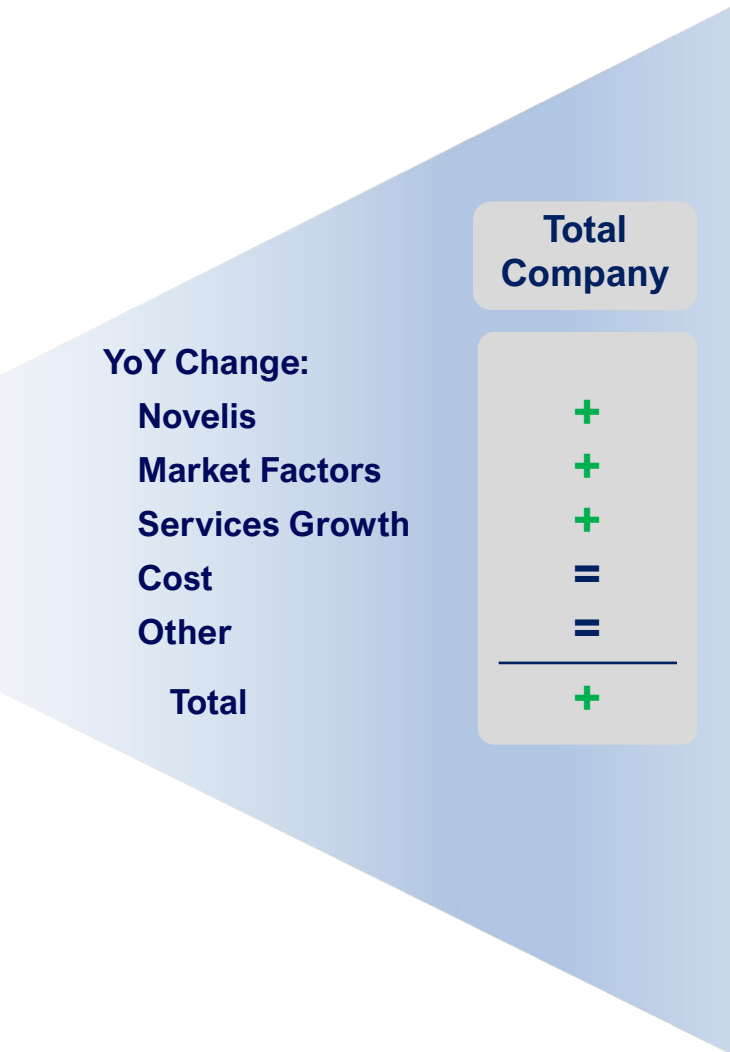 Total
Company
YoY Change:
Novelis +
Market Factors +
Services Growth +
Cost =
Other =
Total +